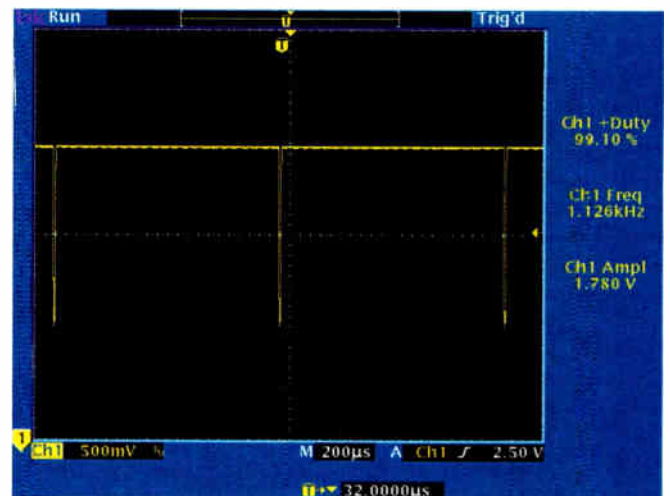 Run Trig'd
T
T
Ch1 +Duty
99.10 %
Ch1 Freq
1.126kHz
Ch1 Ampl
1.780 V
1
Ch1 500mV M 200µs A Ch1 2.50 V
T 32.0000µs